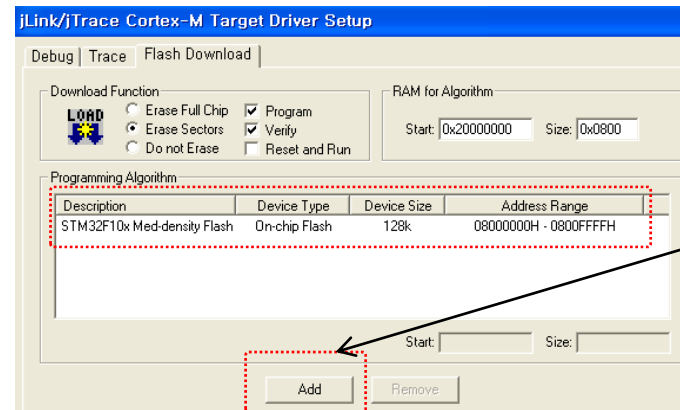 jLink/jTrace Cortex-M Target Driver Setup
Debug | Trace | Flash Download
Download Function
LOAD
Erase Full Chip
Erase Sectors
Do not Erase
Program
Verify
Reset and Run
RAM for Algorithm
Start: 0x20000000 Size: 0x0800
Programming Algorithm
Description Device Type Device Size Address Range
STM32F10x Med-density Flash On-chip Flash 128k 08000000H - 0800FFFFH
Start: Size:
Add Remove